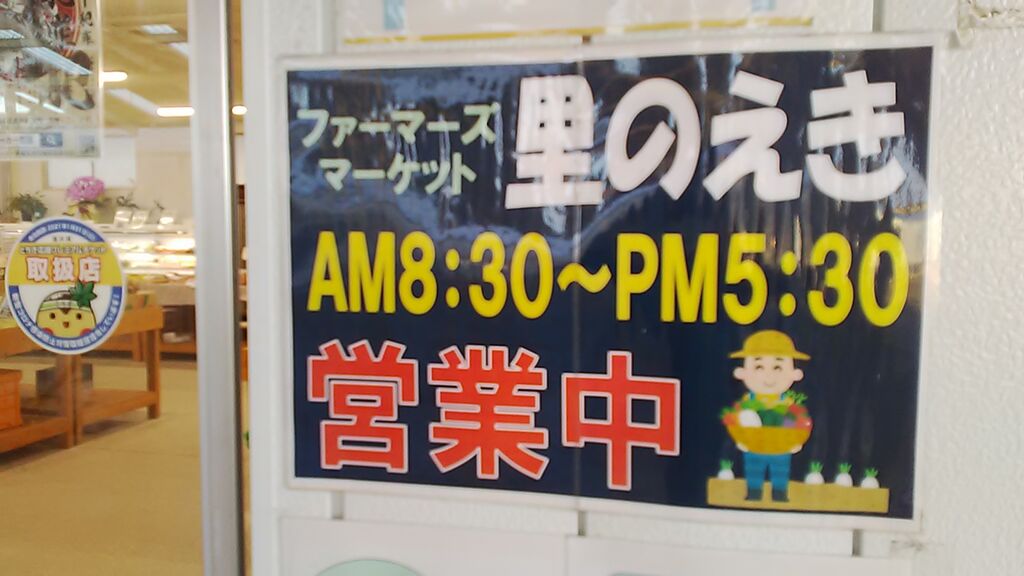 ファーマーズ
マーケット
里のえき
AM8:30~PM5:30
営業中
取扱店